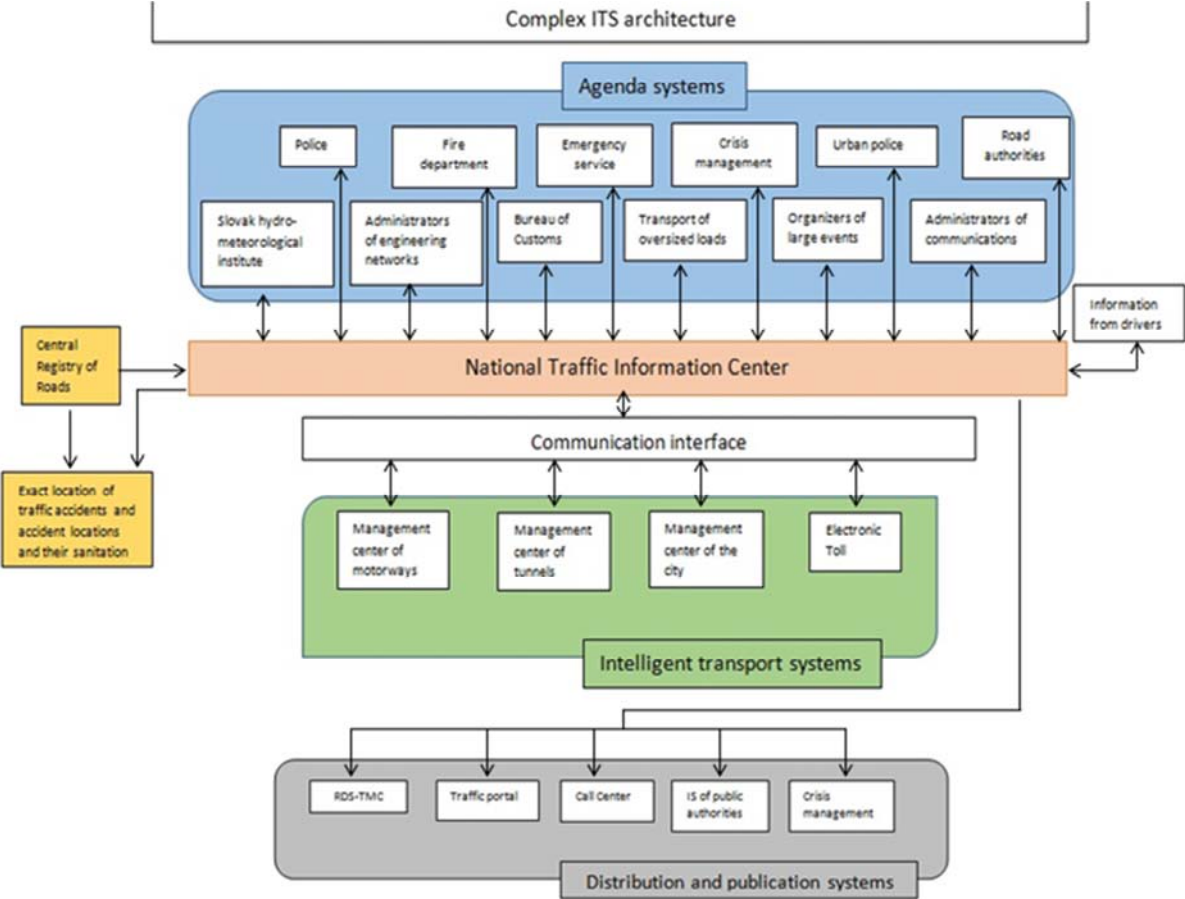 Complex ITS architecture
Agenda systems
Police
Fire
department
Emergency
service
Crisis
management
Urban police
Road
authorities
Slovak hydro-
meteorological
institute
Administrators
of engineering
networks
Bureau of
Customs
Transport of
oversized loads
Organizers of
large events
Administrators of
communications
Information
from drivers
Central
Registry of
Roads
National Traffic Information Center
Communication interface
Exact location of
traffic accidents and
accident locations
and their sanitation
Management
center of
motorways
Management
center of
tunnels
Management
center of the
city
Electronic
Toll
Intelligent transport systems
RDS-TMC
Traffic portal
Call Center
IS of public
authorities
Crisis
management
Distribution and publication systems